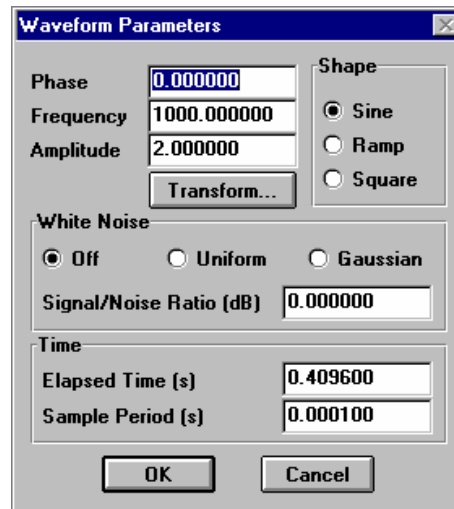 Waveform Parameters
Phase 0.000000
Frequency 1000.000000
Amplitude 2.000000
Transform...
Shape
Sine
Ramp
Square
White Noise
Off Uniform Gaussian
Signal/Noise Ratio (dB) 0.000000
Time
Elapsed Time (s) 0.409600
Sample Period (s) 0.000100
OK Cancel